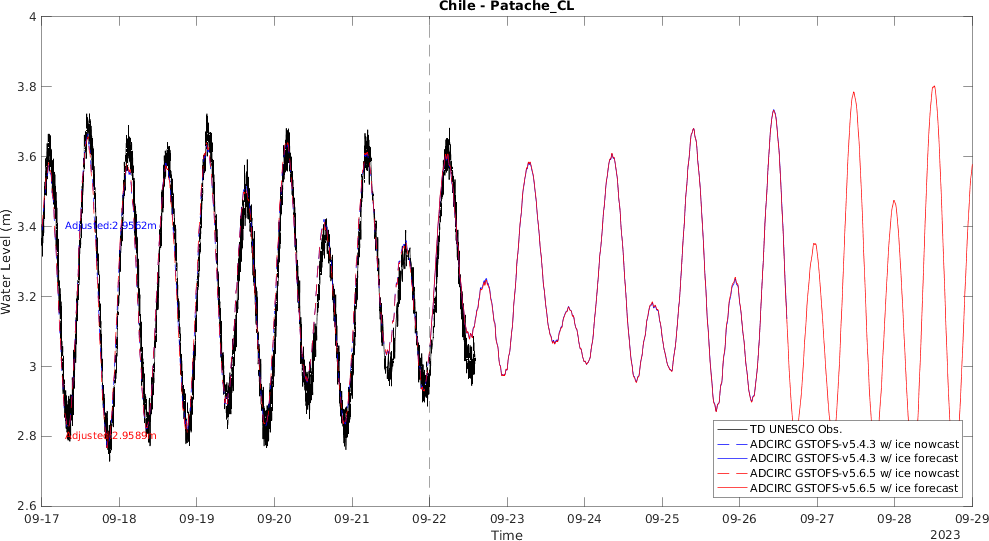 Chile - Patache_CL
4
3.8
3.6
3.4
3.2
3
2.8
2.6
Water Level (m)
Adjusted:2.9562m
Adjusted:2.9589m
TD UNESCO Obs.
ADCIRC GSTOFS-v5.4.3 w/ ice nowcast
ADCIRC GSTOFS-v5.4.3 w/ ice forecast
ADCIRC GSTOFS-v5.6.5 w/ ice nowcast
ADCIRC GSTOFS-v5.6.5 w/ ice forecast
09-17 09-18 09-19 09-20 09-21 09-22 09-23 09-24 09-25 09-26 09-27 09-28 09-29
Time
2023